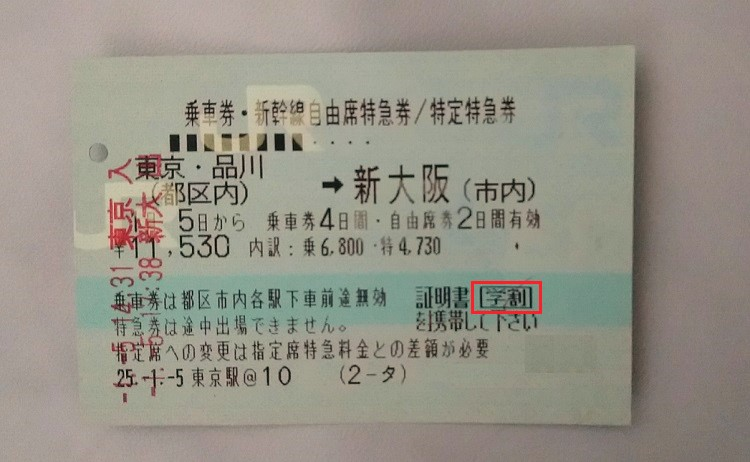 乗車券・新幹線自由席特急券/特定特急券
東京・品川
(都区内)
➡ 新大阪(市内)
5日から 乗車券4日間・自由席券2日間有効
¥11,530 内訳:乗6,800・特4,730
乗車券は都区市内各駅下車前途無効
特急券は途中出場できません。
証明書[学割]
を携帯して下さい
指定席への変更は指定席特急料金との差額が必要
25.-1.-5 東京駅@10 (2-タ)
東京 入